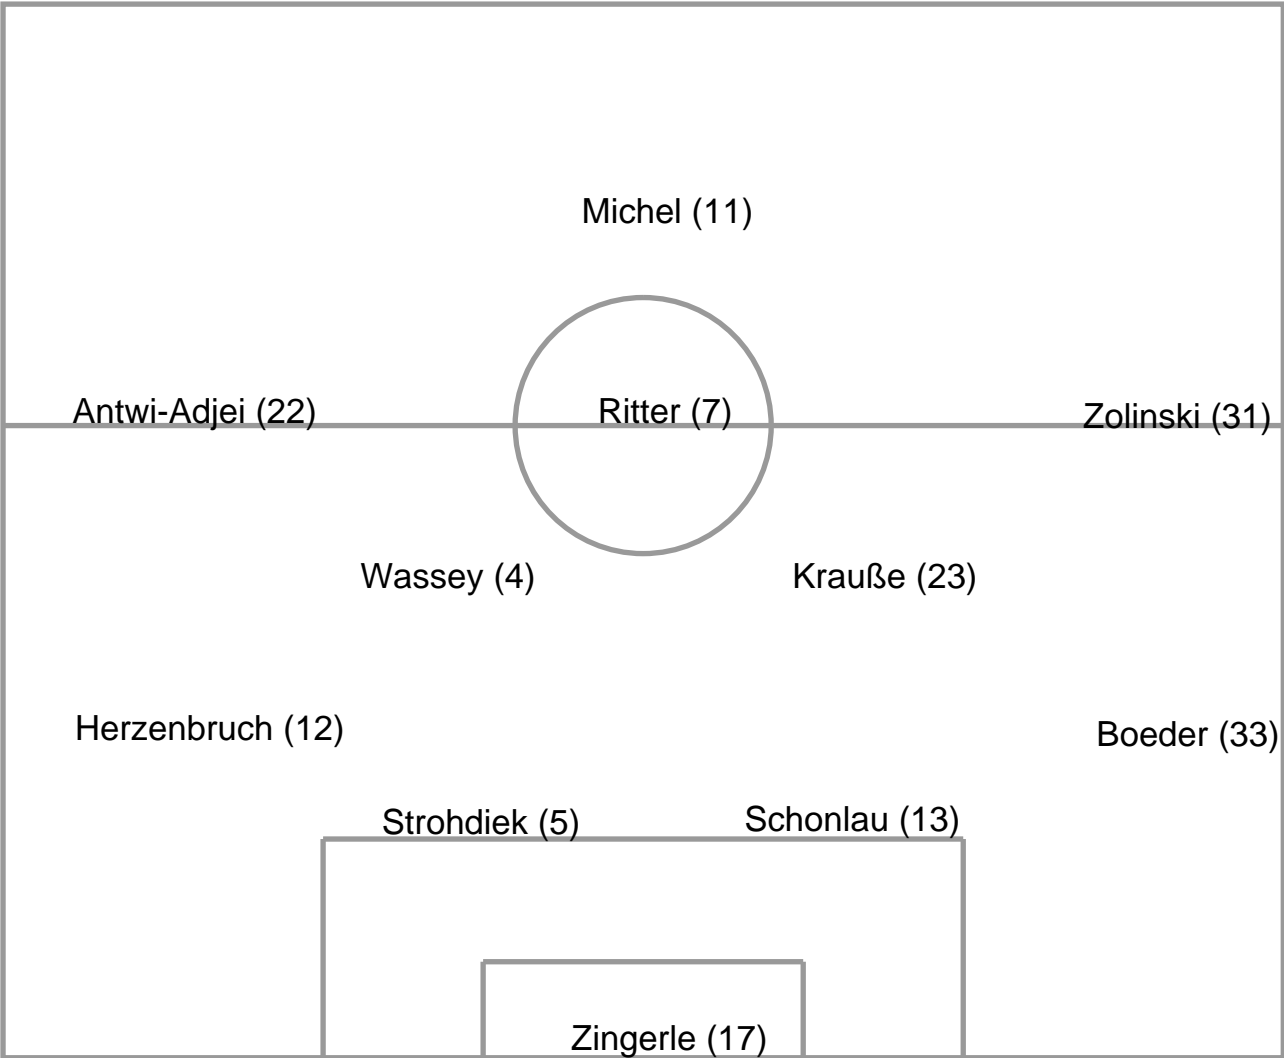 Michel (11)
Antwi-Adjei (22)
Ritter (7)
Zolinski (31)
Wassey (4)
Krauße (23)
Herzenbruch (12)
Boeder (33)
Strohdiek (5)
Schonlau (13)
Zingerle (17)